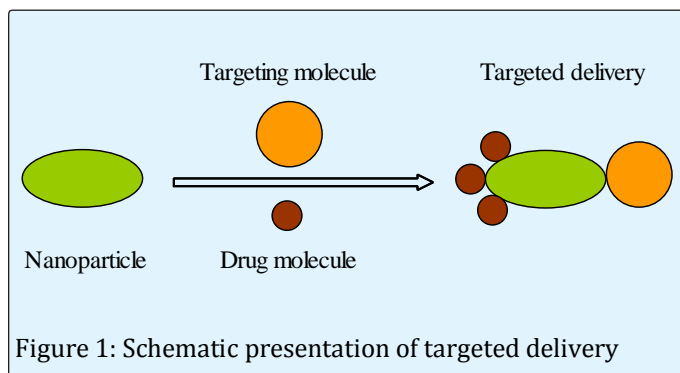 Targeting molecule
Targeted delivery
Nanoparticle
Drug molecule
Figure 1: Schematic presentation of targeted delivery